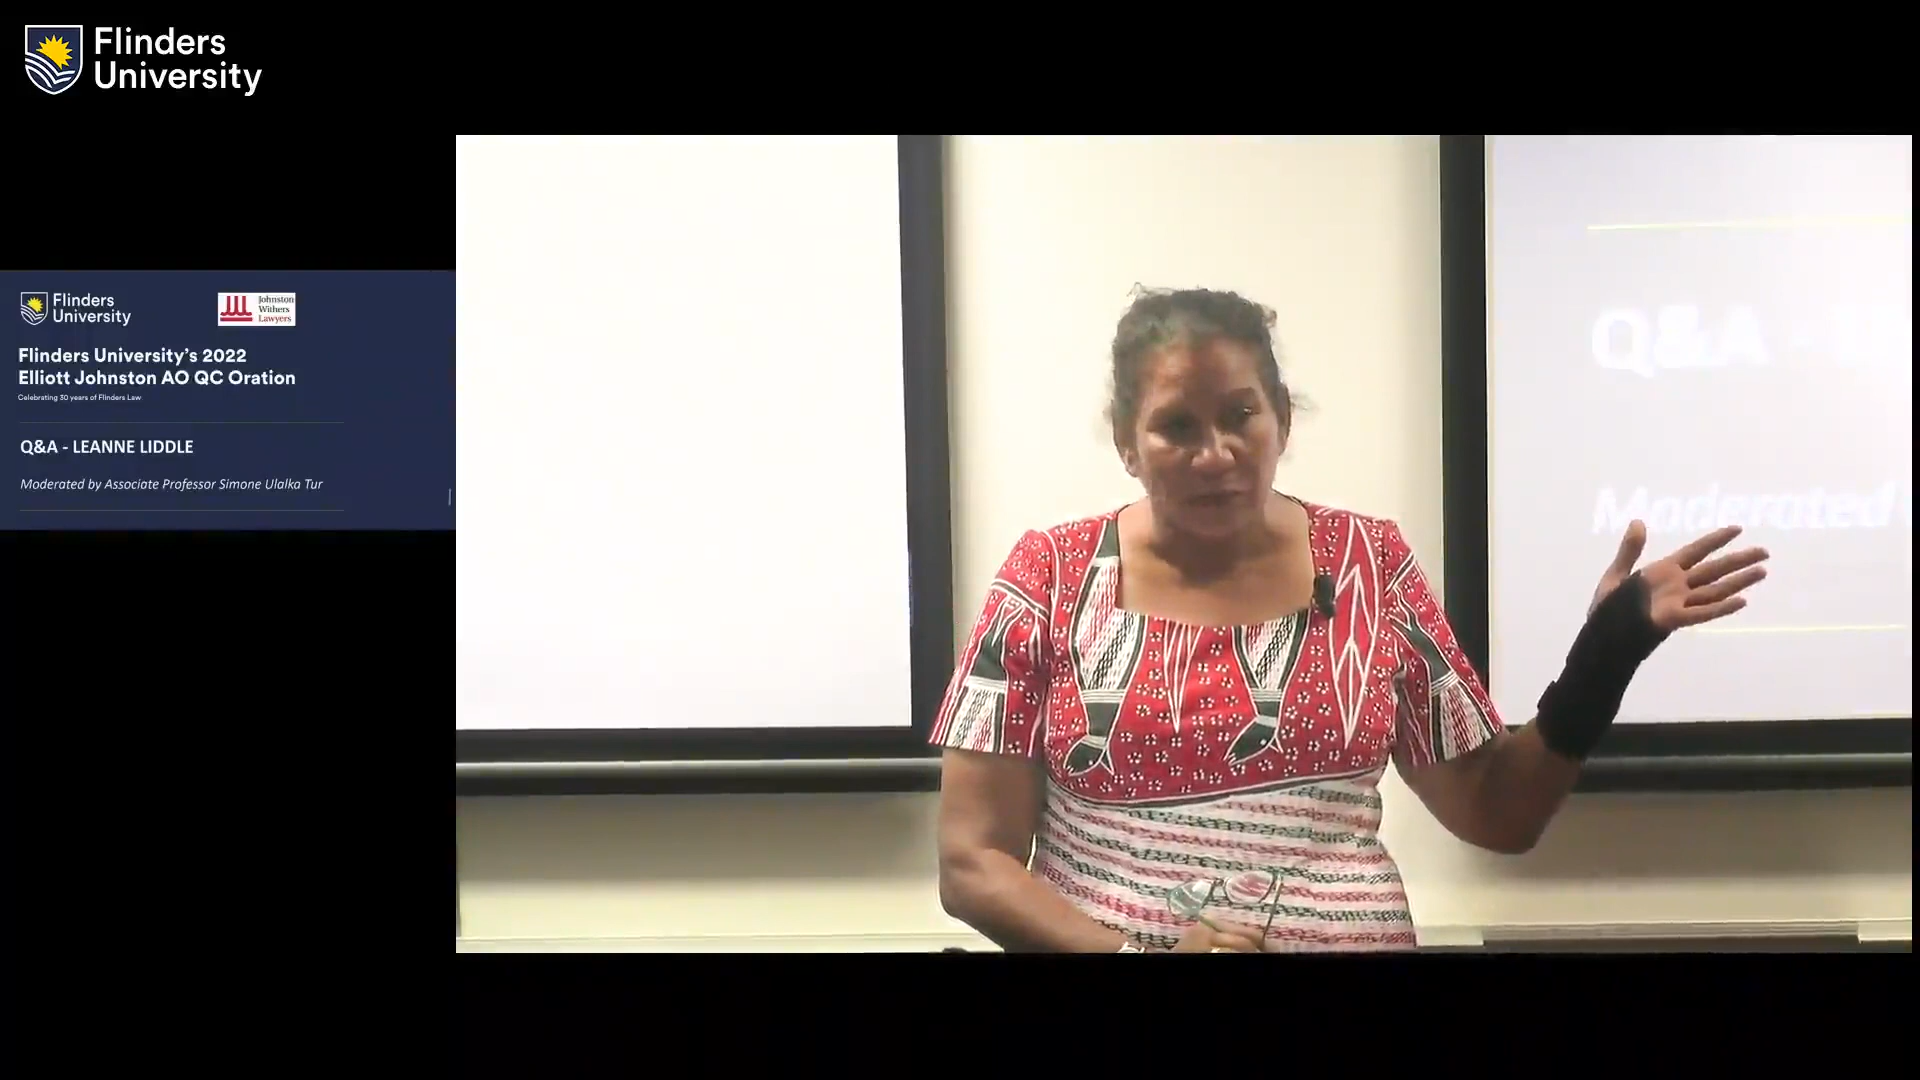 Flinders
University
Flinders
University
Johnston
Withers
Lawyers
Flinders University's 2022
Elliott Johnston AO QC Oration
Celebrating 30 years of Flinders Law
Q&A - LEANNE LIDDLE
Moderated by Associate Professor Simone Ulalka Tur
Q&A -
Moderated